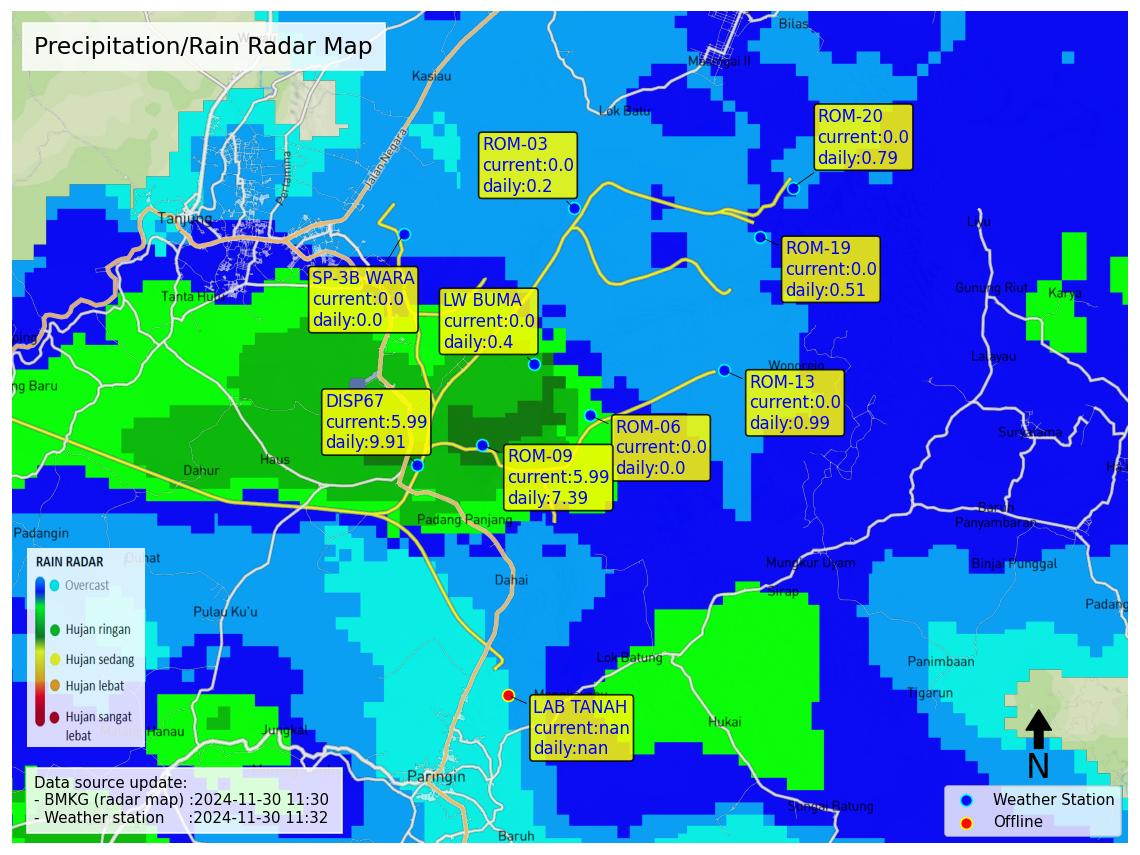 Precipitation/Rain Radar Map
Bilas
Masingai II
Kasiau
Lok Batu
ROM-20
current:0.0
daily:0.79
ROM-03
current:0.0
daily:0.2
Jalan Negara
Pertamina
Tanjung
Liyu
ROM-19
current:0.0
daily:0.51
SP-3B WARA
current:0.0
daily:0.0
LW BUMA
current:0.0
daily:0.4
Tanta Hulu
Gunung Riut
Karya
Lalayau
ng Baru
ROM-13
current:0.0
daily:0.99
DISP67
current:5.99
daily:9.91
ROM-06
current:0.0
daily:0.0
ROM-09
current:5.99
daily:7.39
Suryatama
Haus
Dahur
Padang Panjang
Panyambaran
Padangin
Mungkur Uyam
Binjai Punggal
Dahai
Sirap
Padang
Pulau Ku'u
RAIN RADAR
Overcast
Hujan ringan
Hujan sedang
Hujan lebat
Hujan sangat
lebat
Lok Batung
Panimbaan
Tigarun
LAB TANAH
current:nan
daily:nan
Hukai
Jungkal
Hanau
N
Paringin
Data source update:
- BMKG (radar map) :2024-11-30 11:30
- Weather station :2024-11-30 11:32
Sungai Batung
Baruh
Weather Station
Offline